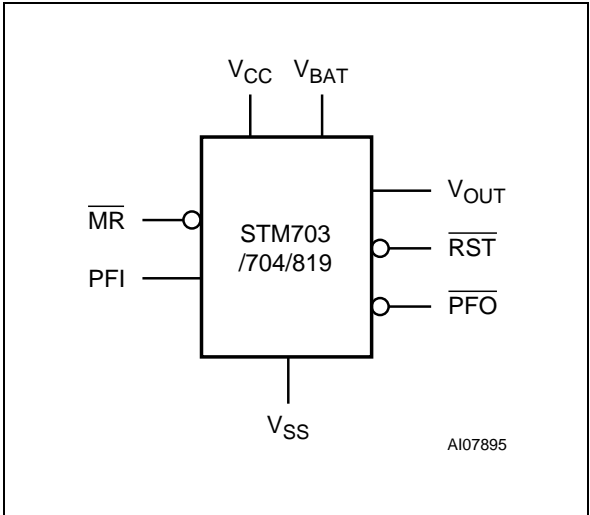 VCC VBAT
MR
PFI
STM703
/704/819
VOUT
RST
PFO
VSS
AI07895